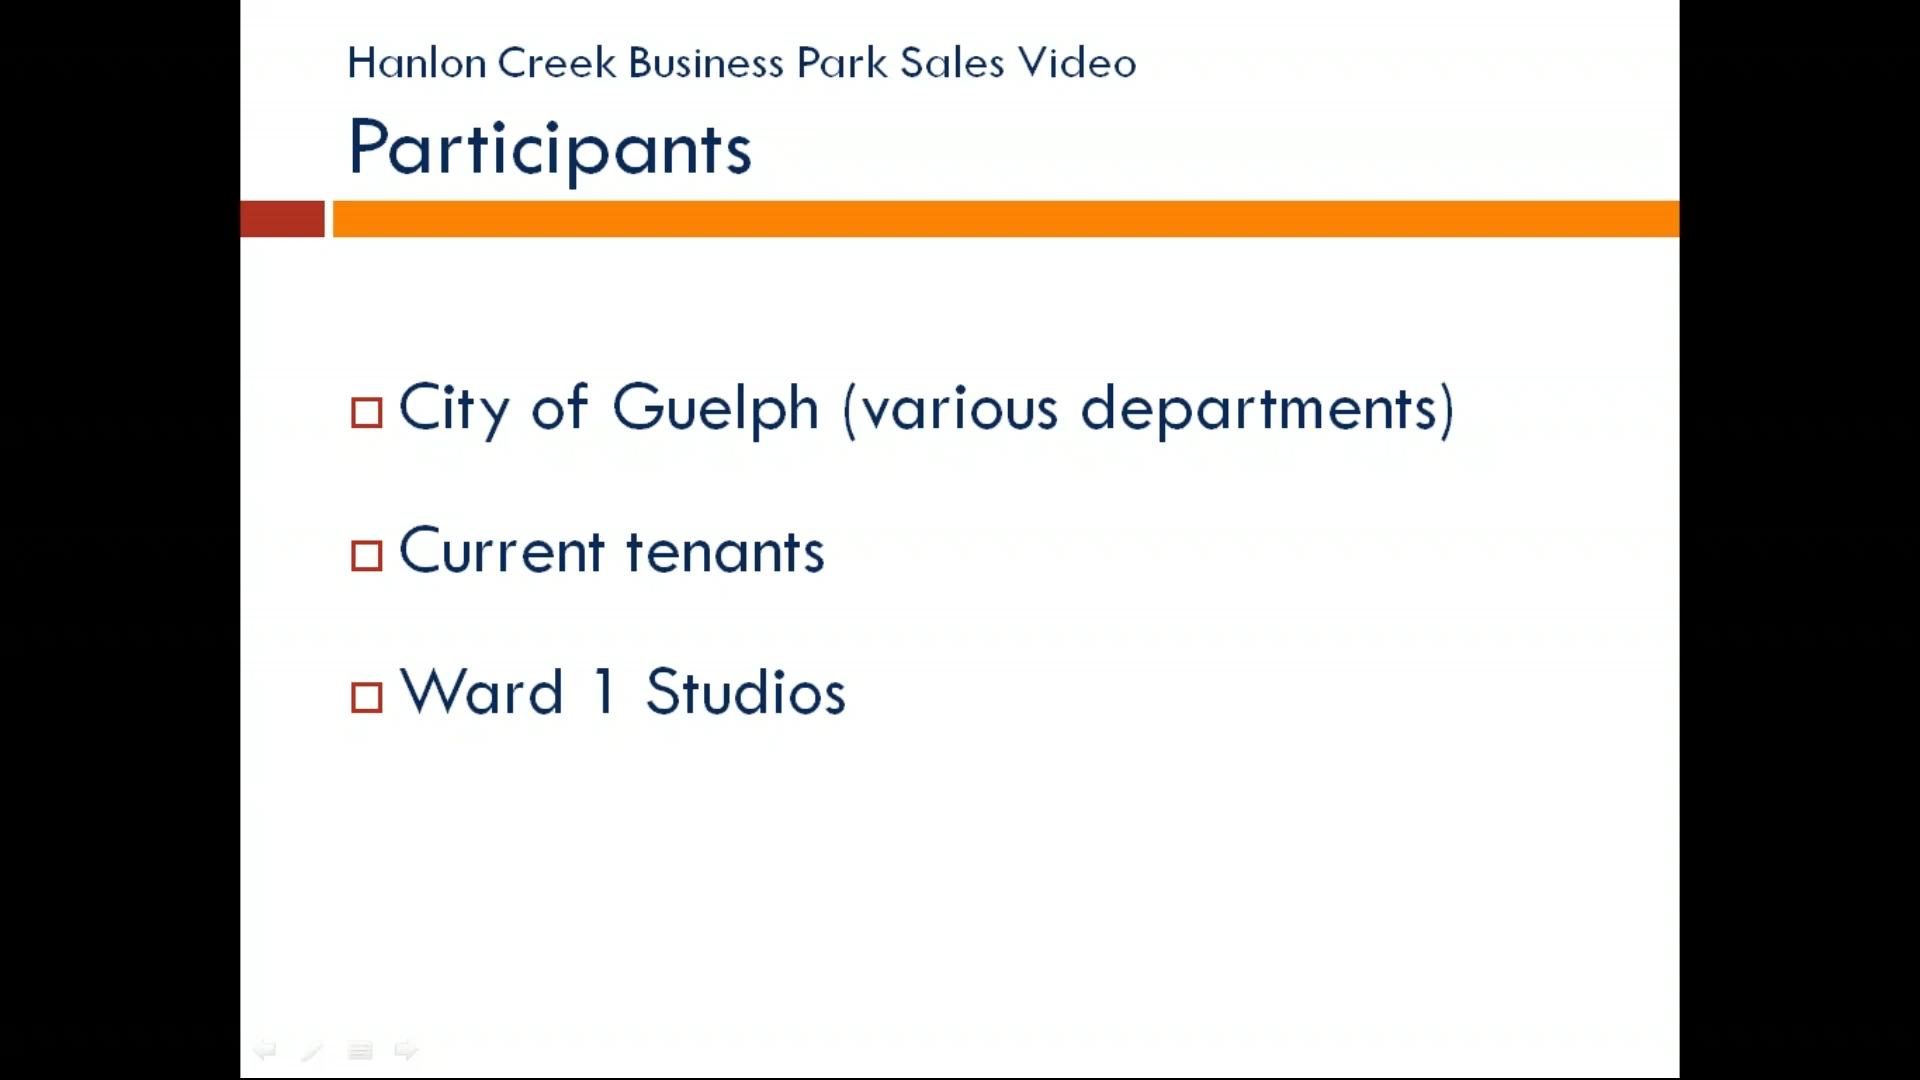 Hanlon Creek Business Park Sales Video
Participants
City of Guelph (various departments)
Current tenants
Ward 1 Studios